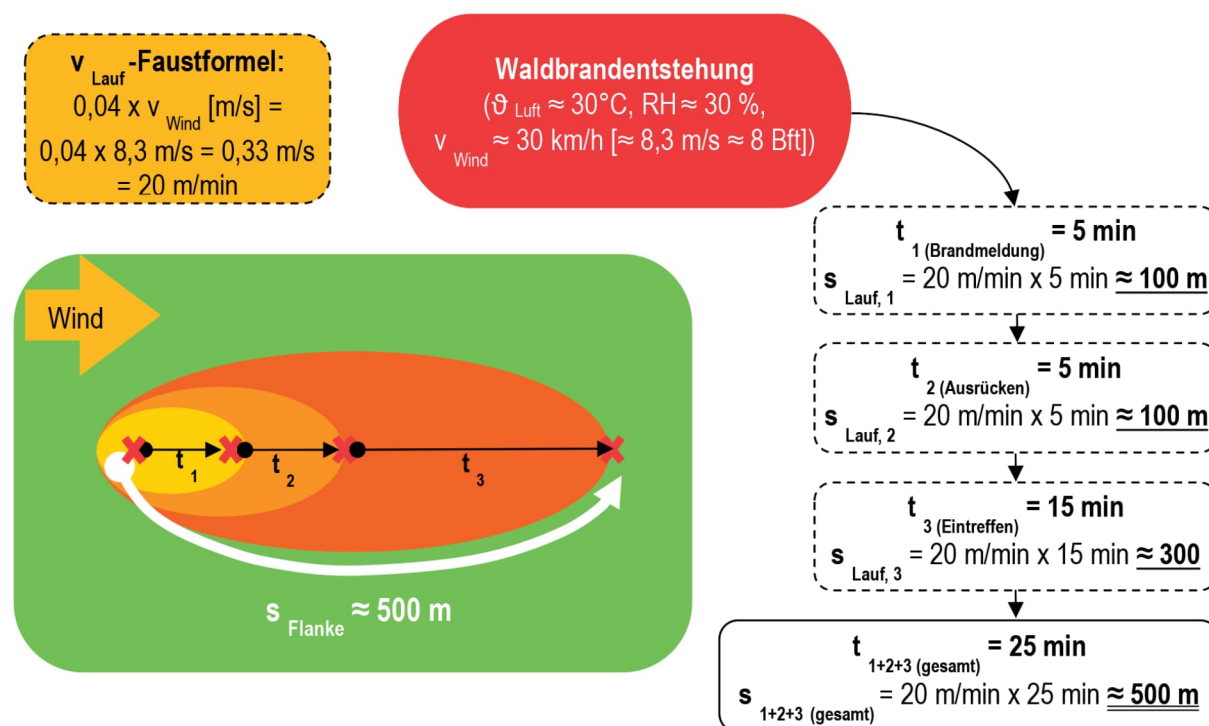 v Lauf -Faustformel:
0,04 x v Wind [m/s] =
0,04 x 8,3 m/s = 0,33 m/s
= 20 m/min
Waldbrandentstehung
(ϑ Luft ≈ 30°C, RH ≈ 30 %,
v Wind ≈ 30 km/h [≈ 8,3 m/s ≈ 8 Bft])
t 1 (Brandmeldung) = 5 min
s Lauf, 1 = 20 m/min x 5 min ≈ 100 m
t 2 (Ausrücken) = 5 min
s Lauf, 2 = 20 m/min x 5 min ≈ 100 m
t 3 (Eintreffen) = 15 min
s Lauf, 3 = 20 m/min x 15 min ≈ 300
t 1+2+3 (gesamt) = 25 min
s 1+2+3 (gesamt) = 20 m/min x 25 min ≈ 500 m
Wind
t 1
t 2
t 3
s Flanke ≈ 500 m